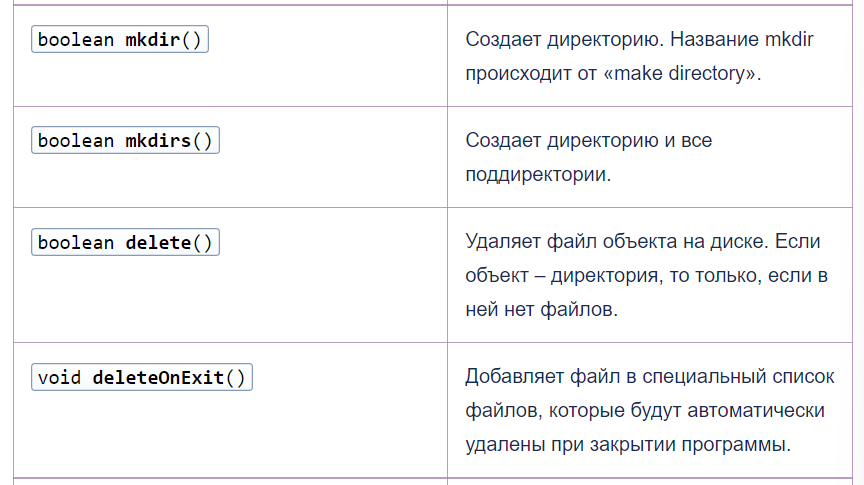 boolean mkdir()
Создает директорию. Название mkdir
происходит от «make directory».
boolean mkdirs()
Создает директорию и все
поддиректории.
boolean delete()
Удаляет файл объекта на диске. Если
объект – директория, то только, если в
ней нет файлов.
void deleteOnExit()
Добавляет файл в специальный список
файлов, которые будут автоматически
удалены при закрытии программы.